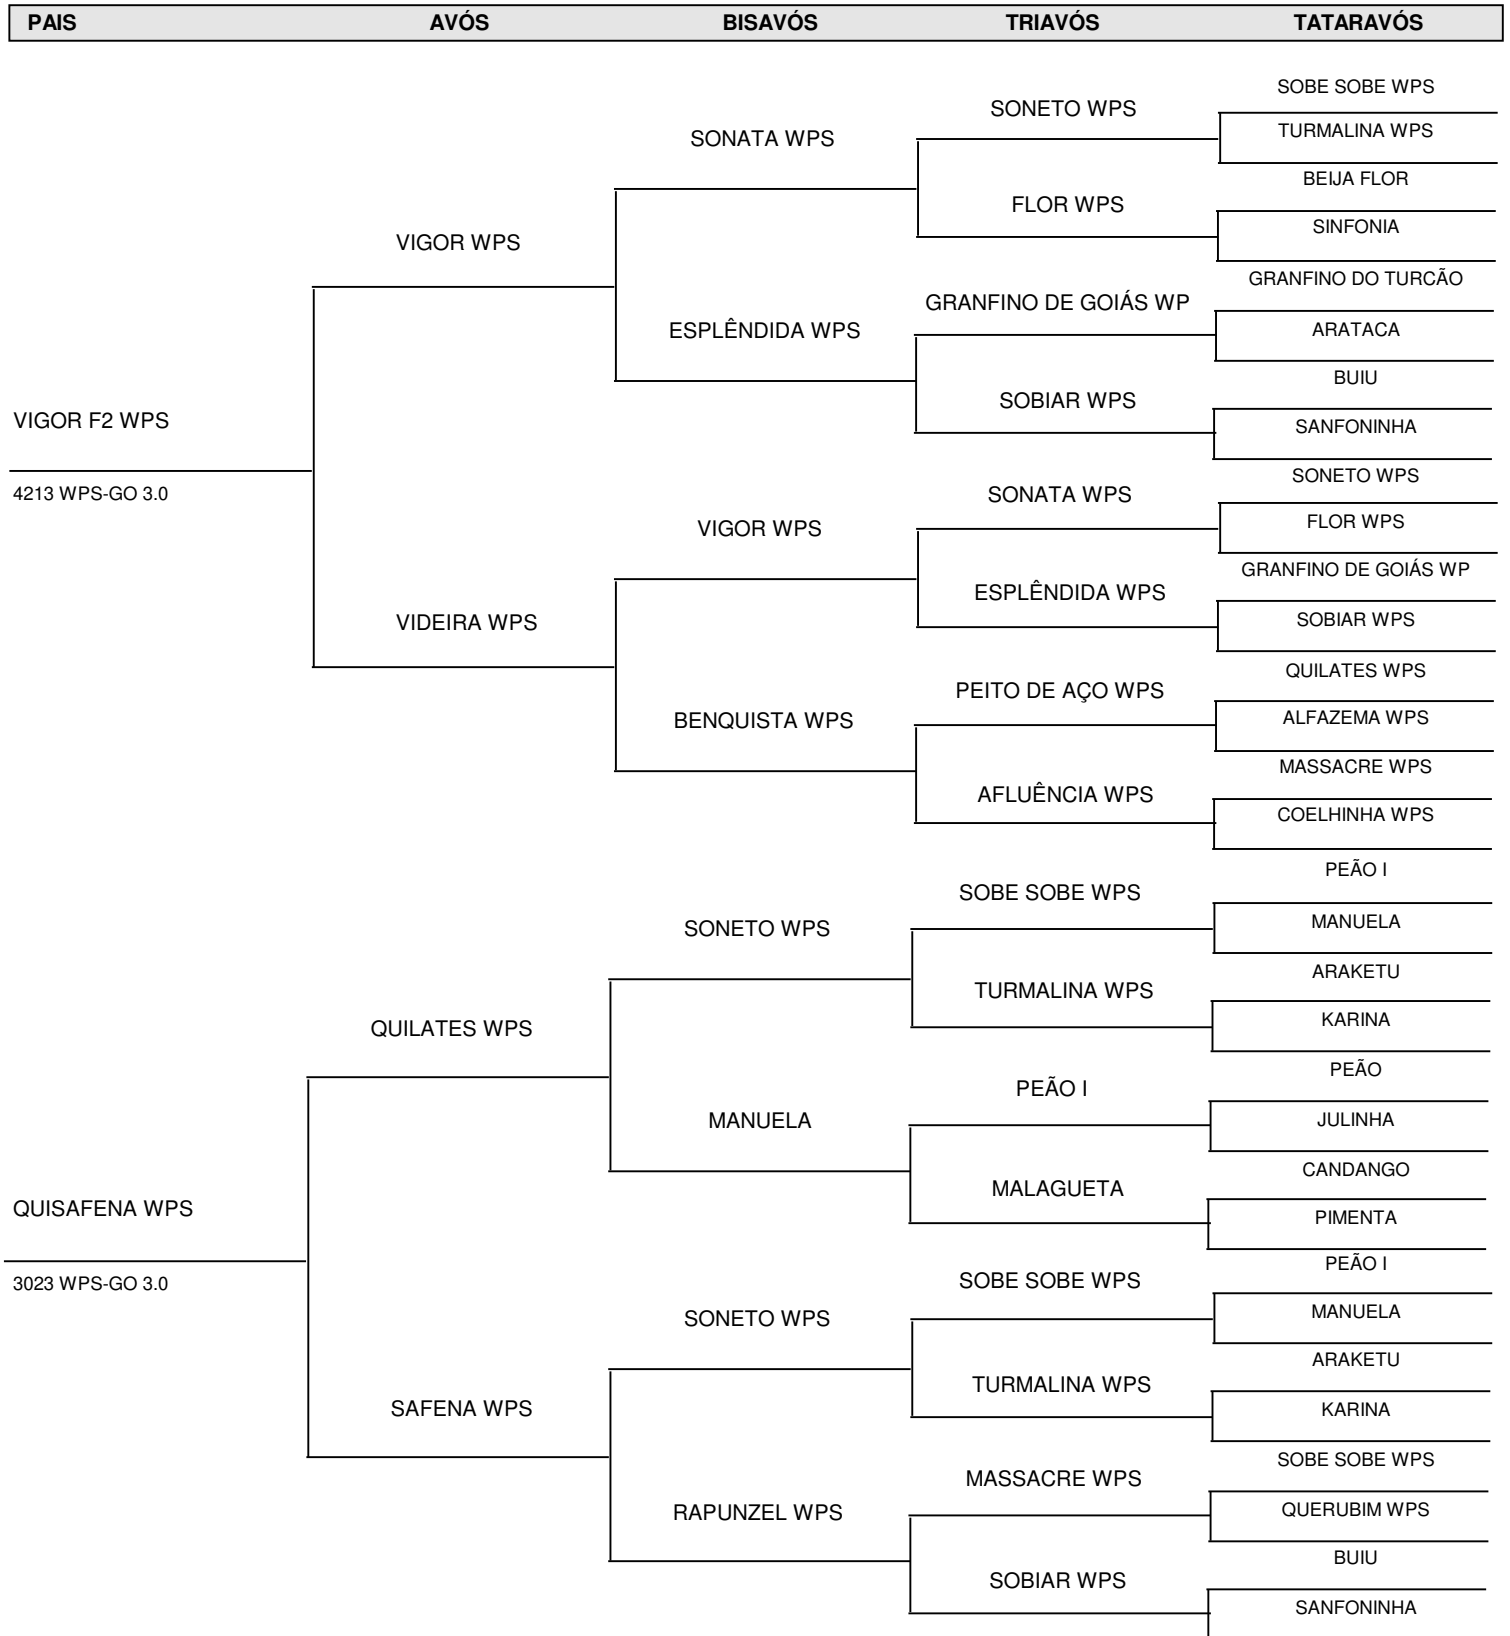 PAIS AVÓS BISAVÓS TRIAVÓS TATARAVÓS
SOBE SOBE WPS
SONETO WPS
TURMALINA WPS
SONATA WPS
BEIJA FLOR
FLOR WPS
SINFONIA
VIGOR WPS
GRANFINO DO TURCÃO
GRANFINO DE GOIÁS WP
ARATACA
ESPLÊNDIDA WPS
BUIU
SOBIAR WPS
SANFONINHA
VIGOR F2 WPS
4213 WPS-GO 3.0
SONETO WPS
SONATA WPS
FLOR WPS
VIGOR WPS
GRANFINO DE GOIÁS WP
ESPLÊNDIDA WPS
SOBIAR WPS
VIDEIRA WPS
QUILATES WPS
PEITO DE AÇO WPS
ALFAZEMA WPS
BENQUISTA WPS
MASSACRE WPS
AFLUÊNCIA WPS
COELHINHA WPS
PEÃO I
SOBE SOBE WPS
MANUELA
SONETO WPS
ARAKETU
TURMALINA WPS
KARINA
QUILATES WPS
PEÃO
PEÃO I
JULINHA
MANUELA
CANDANGO
MALAGUETA
PIMENTA
QUISAFENA WPS
3023 WPS-GO 3.0
PEÃO I
SOBE SOBE WPS
MANUELA
SONETO WPS
ARAKETU
TURMALINA WPS
KARINA
SAFENA WPS
SOBE SOBE WPS
MASSACRE WPS
QUERUBIM WPS
RAPUNZEL WPS
BUIU
SOBIAR WPS
SANFONINHA